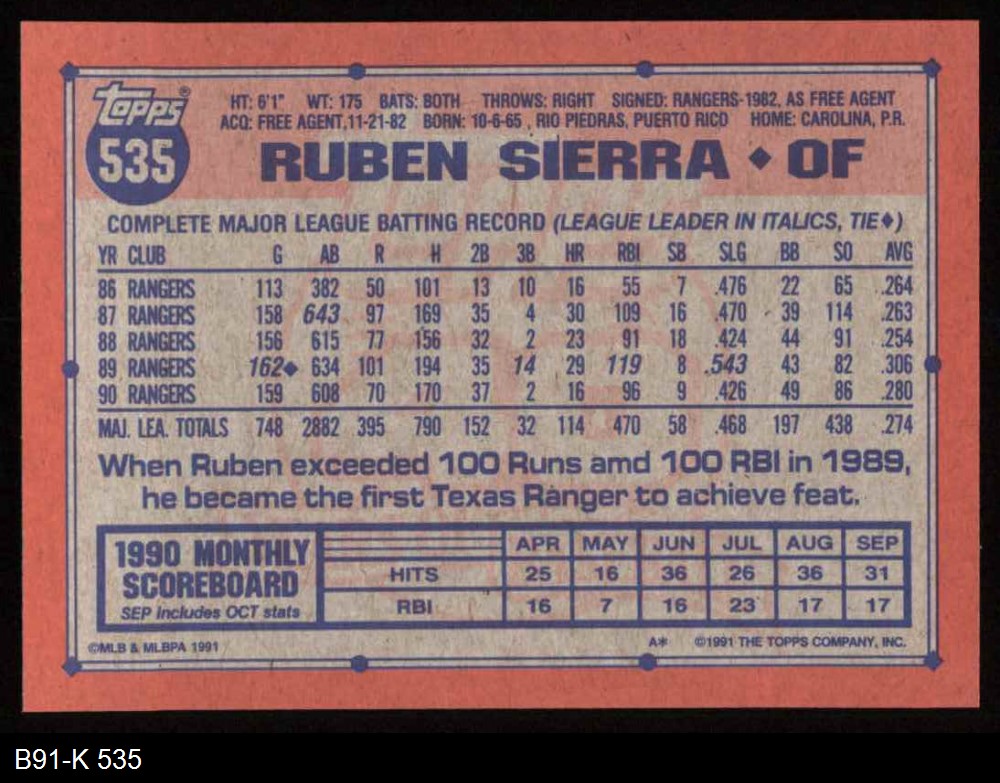 topps®
535
HT: 6'1" WT: 175 BATS: BOTH THROWS: RIGHT SIGNED: RANGERS-1982, AS FREE AGENT
ACQ: FREE AGENT,11-21-82 BORN: 10-6-65 , RIO PIEDRAS, PUERTO RICO HOME: CAROLINA, P.R.
RUBEN SIERRA ◆ OF
COMPLETE MAJOR LEAGUE BATTING RECORD (LEAGUE LEADER IN ITALICS, TIE◆)
YR CLUB G AB R H 2B 3B HR RBI SB SLG BB SO AVG
86 RANGERS 113 382 50 101 13 10 16 55 7 .476 22 65 .264
87 RANGERS 158 643 97 169 35 4 30 109 16 .470 39 114 .263
88 RANGERS 156 615 77 156 32 2 23 91 18 .424 44 91 .254
89 RANGERS 162◆ 634 101 194 35 14 29 119 8 .543 43 82 .306
90 RANGERS 159 608 70 170 37 2 16 96 9 .426 49 86 .280
MAJ. LEA. TOTALS 748 2882 395 790 152 32 114 470 58 .468 197 438 .274
When Ruben exceeded 100 Runs amd 100 RBI in 1989,
he became the first Texas Ranger to achieve feat.
1990 MONTHLY
SCOREBOARD
SEP includes OCT stats
APR MAY JUN JUL AUG SEP
HITS 25 16 36 26 36 31
RBI 16 7 16 23 17 17
©MLB & MLBPA 1991 A* ©1991 THE TOPPS COMPANY, INC.
B91-K 535